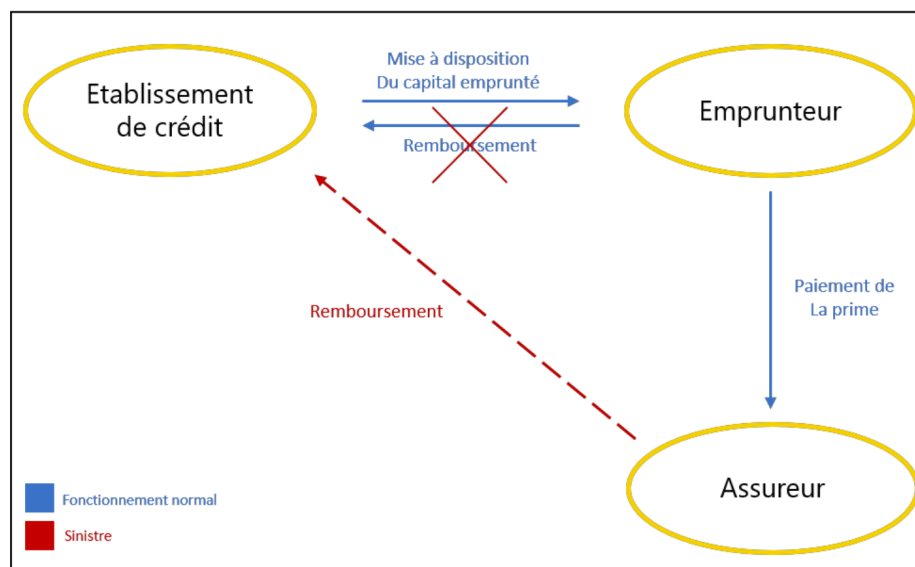 Mise à disposition
Du capital emprunté
Etablissement
de crédit
Emprunteur
Remboursement
Paiement de
La prime
Remboursement
Assureur
Fonctionnement normal
Sinistre